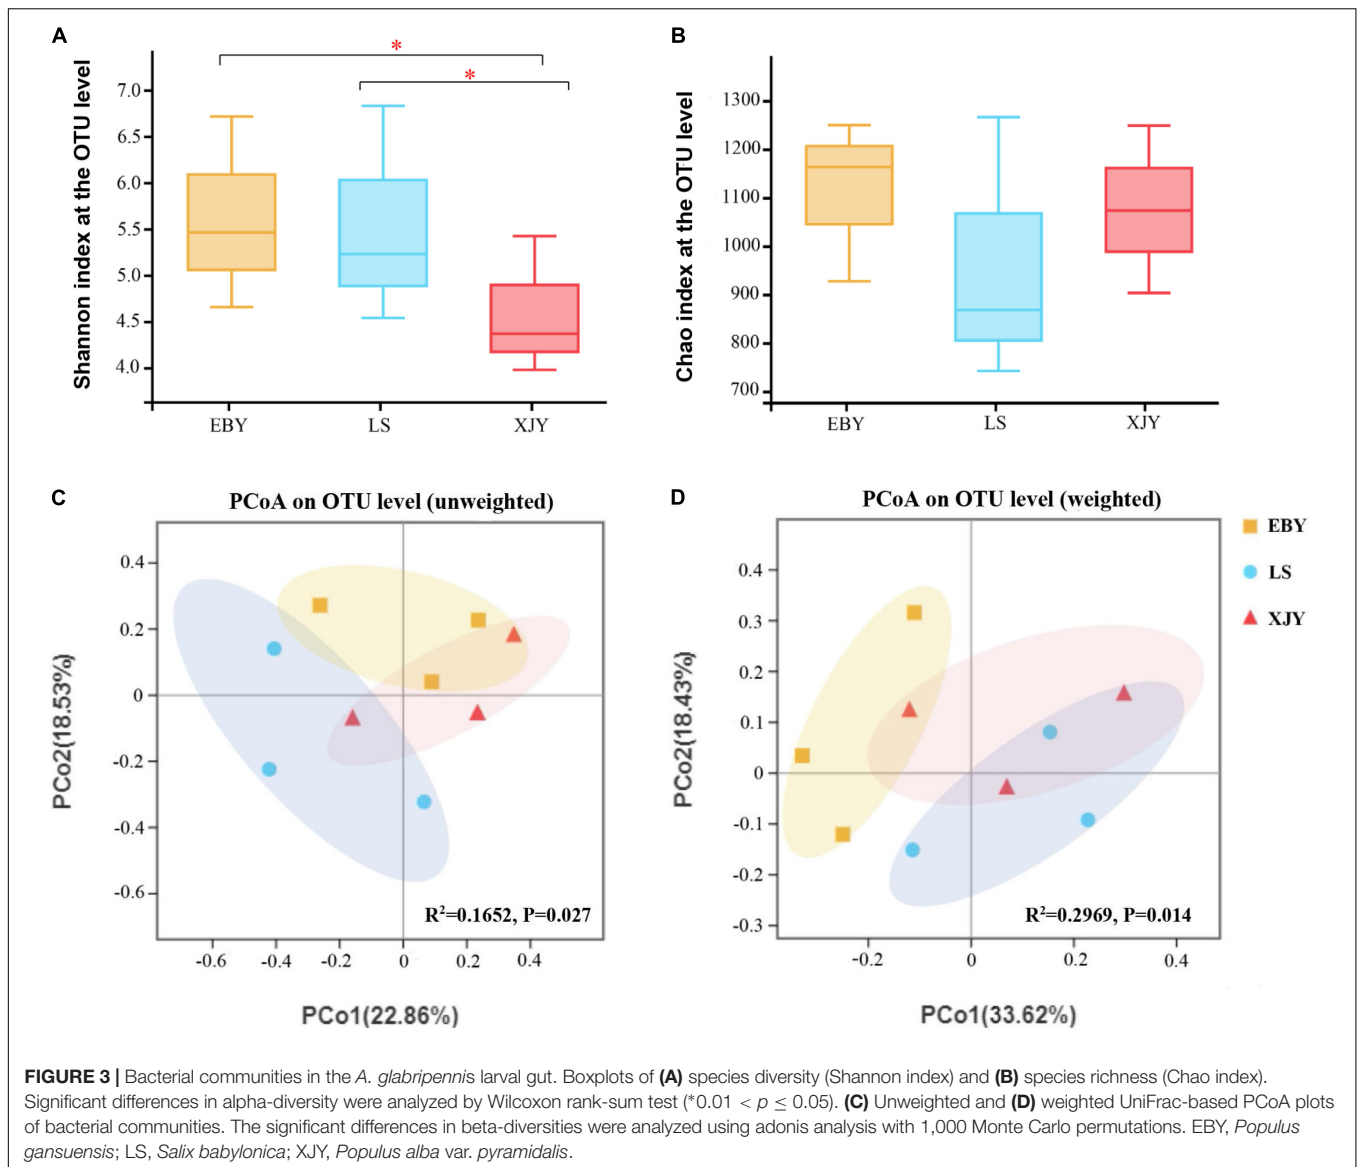 A
*
*
Shannon index at the OTU level
7.0
6.5
6.0
5.5
5.0
4.5
4.0
EBY
LS
XJY
B
Chao index at the OTU level
1300
1200
1100
1000
900
800
700
EBY
LS
XJY
C
PCoA on OTU level (unweighted)
PCo2(18.53%)
0.4
0.2
0
-0.2
-0.4
-0.6
R²=0.1652, P=0.027
-0.6
-0.4
-0.2
0
0.2
0.4
PCo1(22.86%)
D
PCoA on OTU level (weighted)
PCo2(18.43%)
0.4
0.3
0.2
0.1
0
-0.1
-0.2
-0.3
R²=0.2969, P=0.014
-0.2
0
0.2
0.4
PCo1(33.62%)
EBY
LS
XJY
FIGURE 3 | Bacterial communities in the A. glabripennis larval gut. Boxplots of (A) species diversity (Shannon index) and (B) species richness (Chao index).
Significant differences in alpha-diversity were analyzed by Wilcoxon rank-sum test (*0.01 < p ≤ 0.05). (C) Unweighted and (D) weighted UniFrac-based PCoA plots
of bacterial communities. The significant differences in beta-diversities were analyzed using adonis analysis with 1,000 Monte Carlo permutations. EBY, Populus
gansuensis; LS, Salix babylonica; XJY, Populus alba var. pyramidalis.